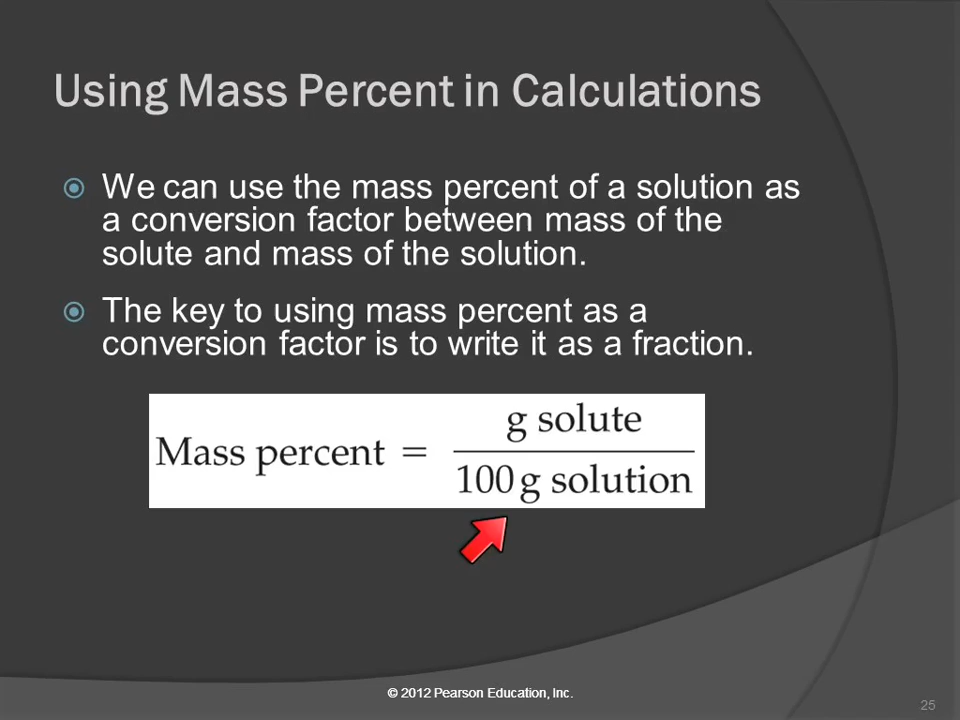 Using Mass Percent in Calculations
We can use the mass percent of a solution as
a conversion factor between mass of the
solute and mass of the solution.
The key to using mass percent as a
conversion factor is to write it as a fraction.
g solute
Mass percent =
100 g solution
© 2012 Pearson Education, Inc.
25